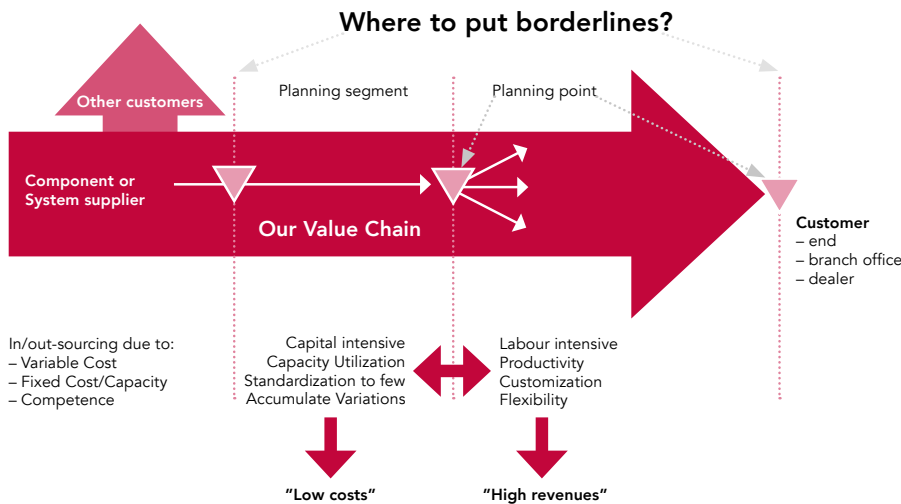 Where to put borderlines?
Other customers
Planning segment
Planning point
Component or
System supplier
Our Value Chain
Customer
– end
– branch office
– dealer
In/out-sourcing due to:
– Variable Cost
– Fixed Cost/Capacity
– Competence
Capital intensive
Capacity Utilization
Standardization to few
Accumulate Variations
Labour intensive
Productivity
Customization
Flexibility
”Low costs”
”High revenues”